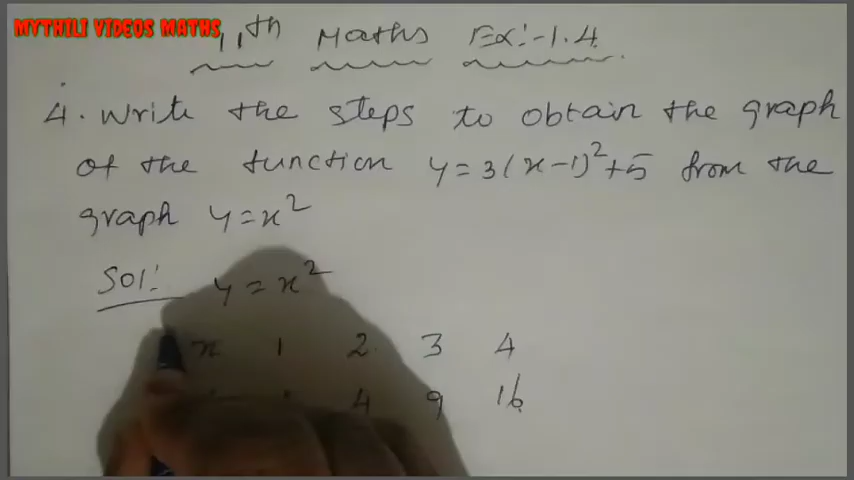 MYTHILI VIDEOS MATHS
11th Maths Ex:-1.4.
4. Write the steps to obtain the graph
of the function y=3(x-1)²+5 from the
graph y=x²
Sol: y=x²
x 1 2 3 4
4 9 16